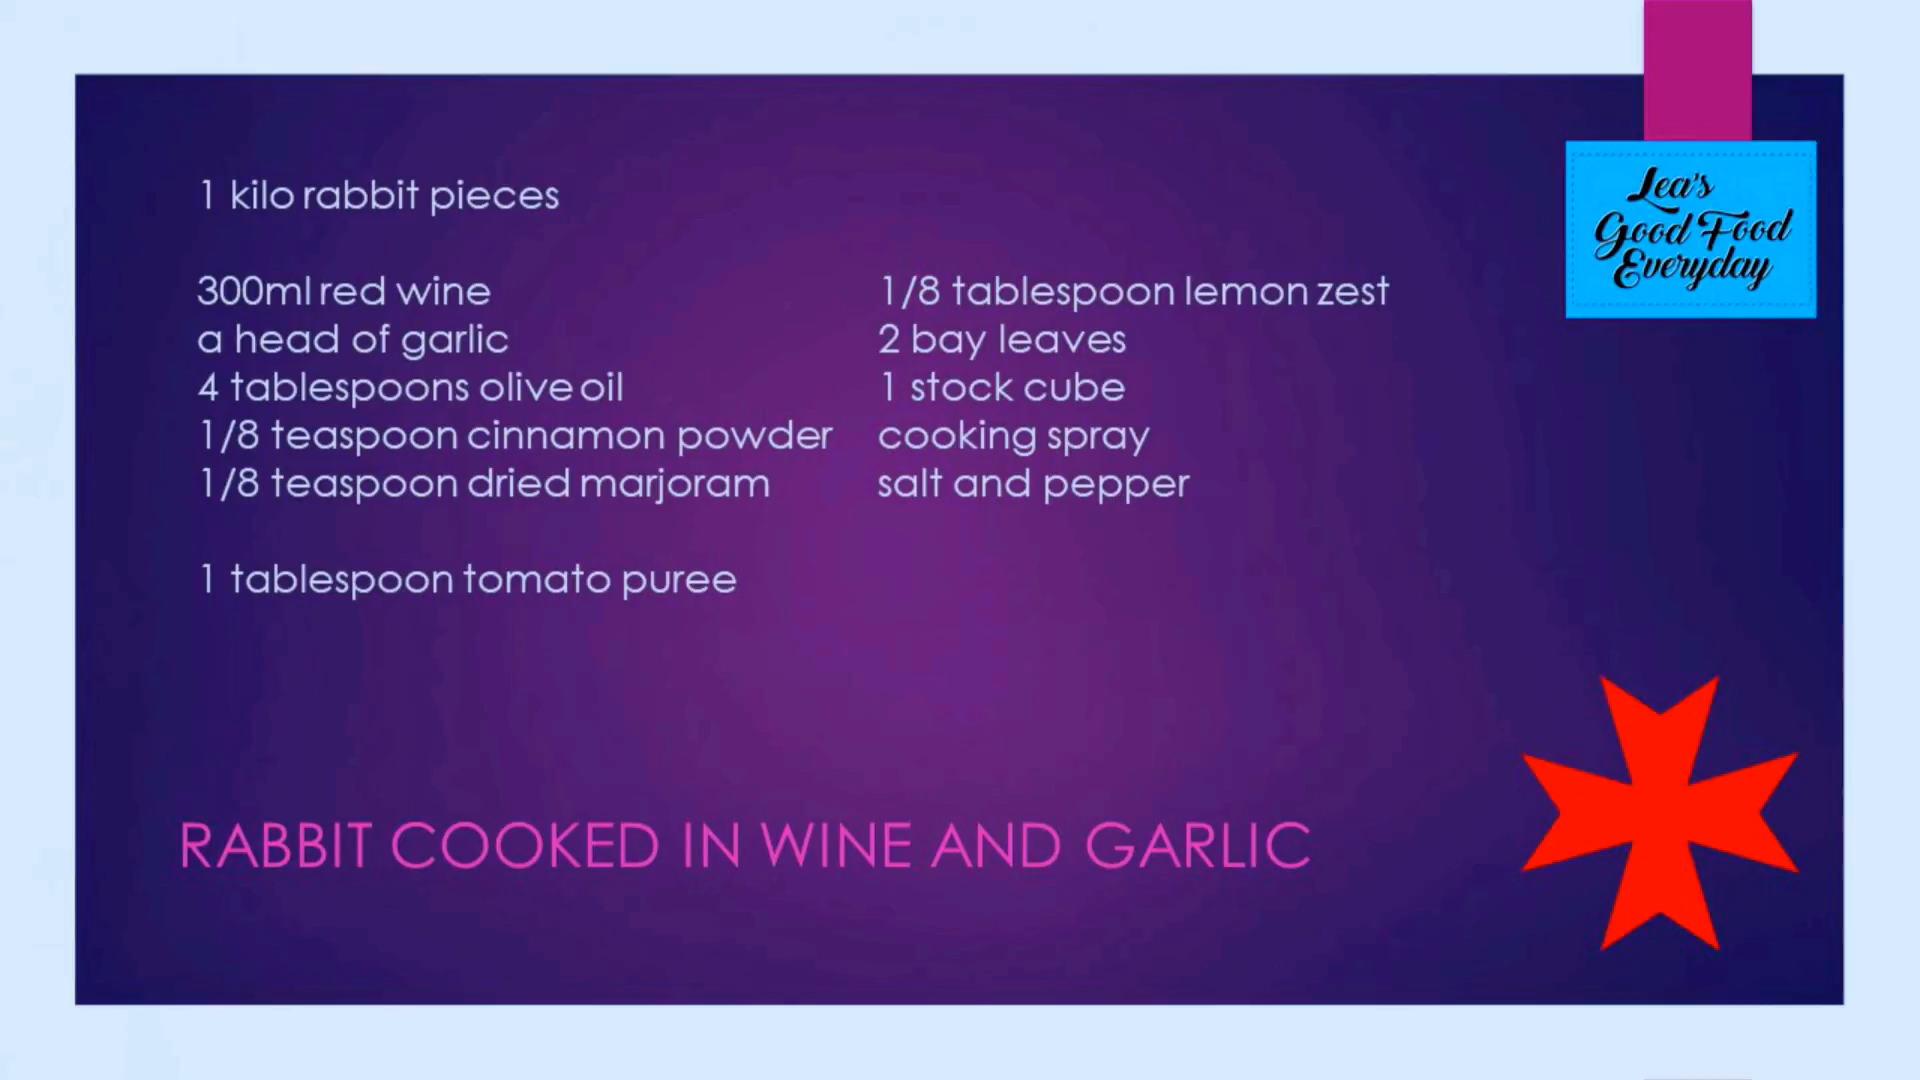 1 kilo rabbit pieces
300ml red wine
a head of garlic
4 tablespoons olive oil
1/8 teaspoon cinnamon powder
1/8 teaspoon dried marjoram
1 tablespoon tomato puree
1/8 tablespoon lemon zest
2 bay leaves
1 stock cube
cooking spray
salt and pepper
Lea's
Good Food
Everyday
RABBIT COOKED IN WINE AND GARLIC